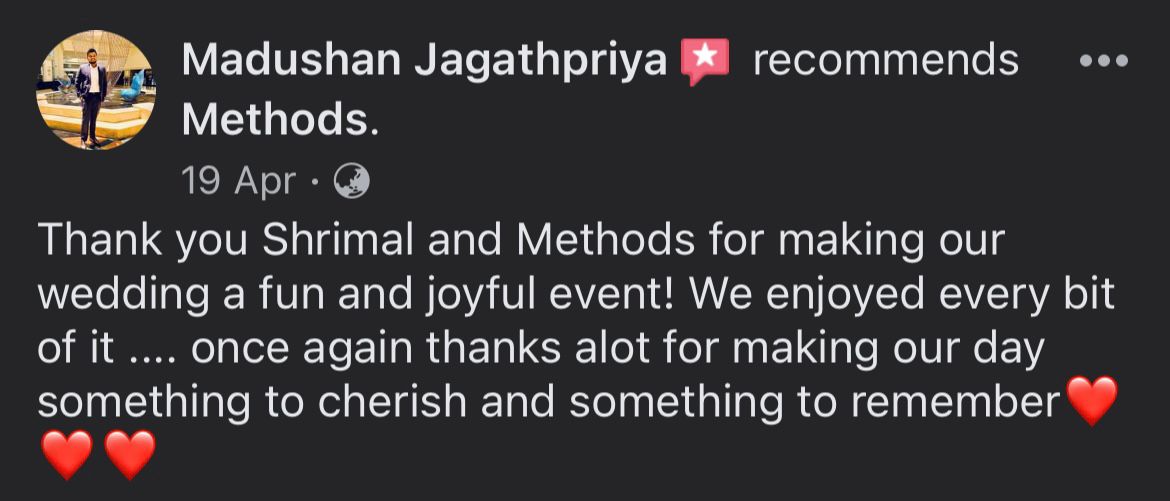 Madushan Jagathpriya recommends
Methods.
19 Apr ·
Thank you Shrimal and Methods for making our
wedding a fun and joyful event! We enjoyed every bit
of it .... once again thanks alot for making our day
something to cherish and something to remember❤️
❤️❤️